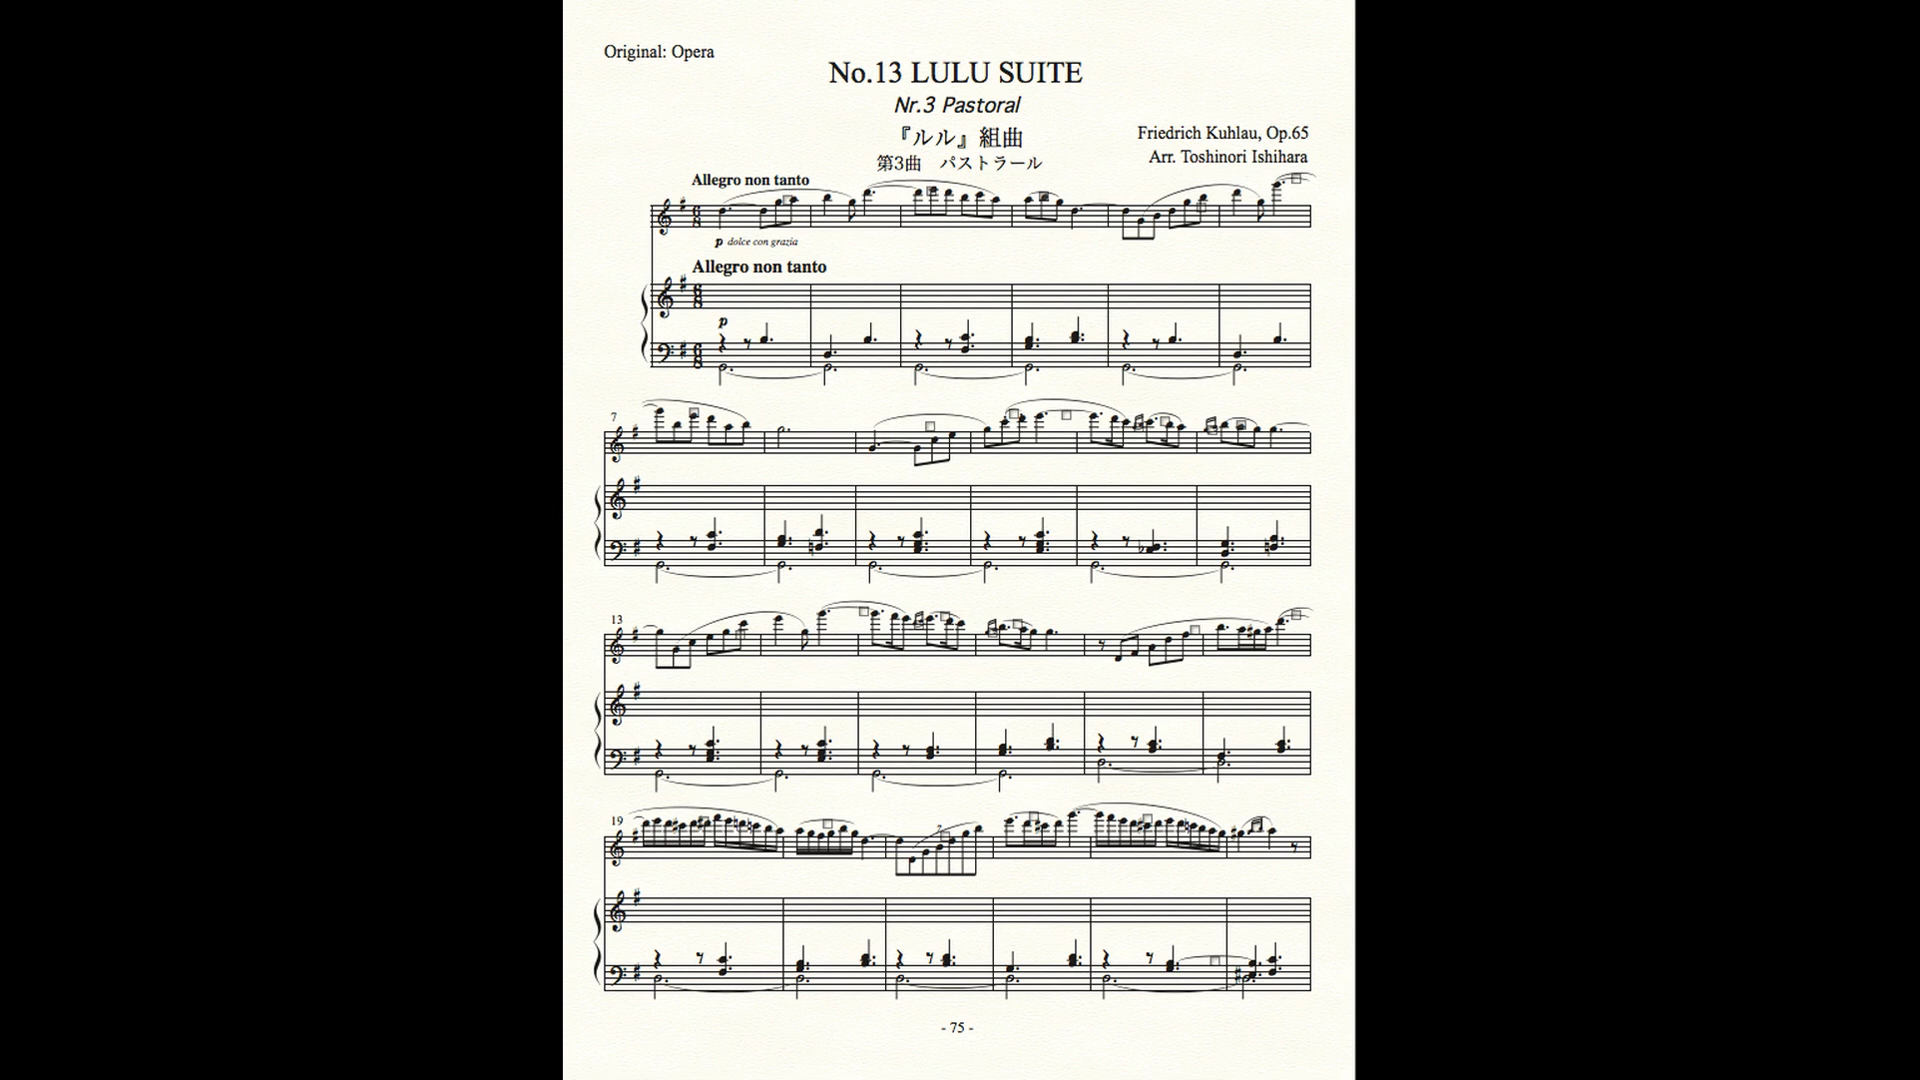 Original: Opera
No.13 LULU SUITE
Nr.3 Pastoral
『ルル』組曲
第3曲　パストラール
Friedrich Kuhlau, Op.65
Arr. Toshinori Ishihara
Allegro non tanto
p dolce con grazia
Allegro non tanto
p
7
13
19
7
- 75 -